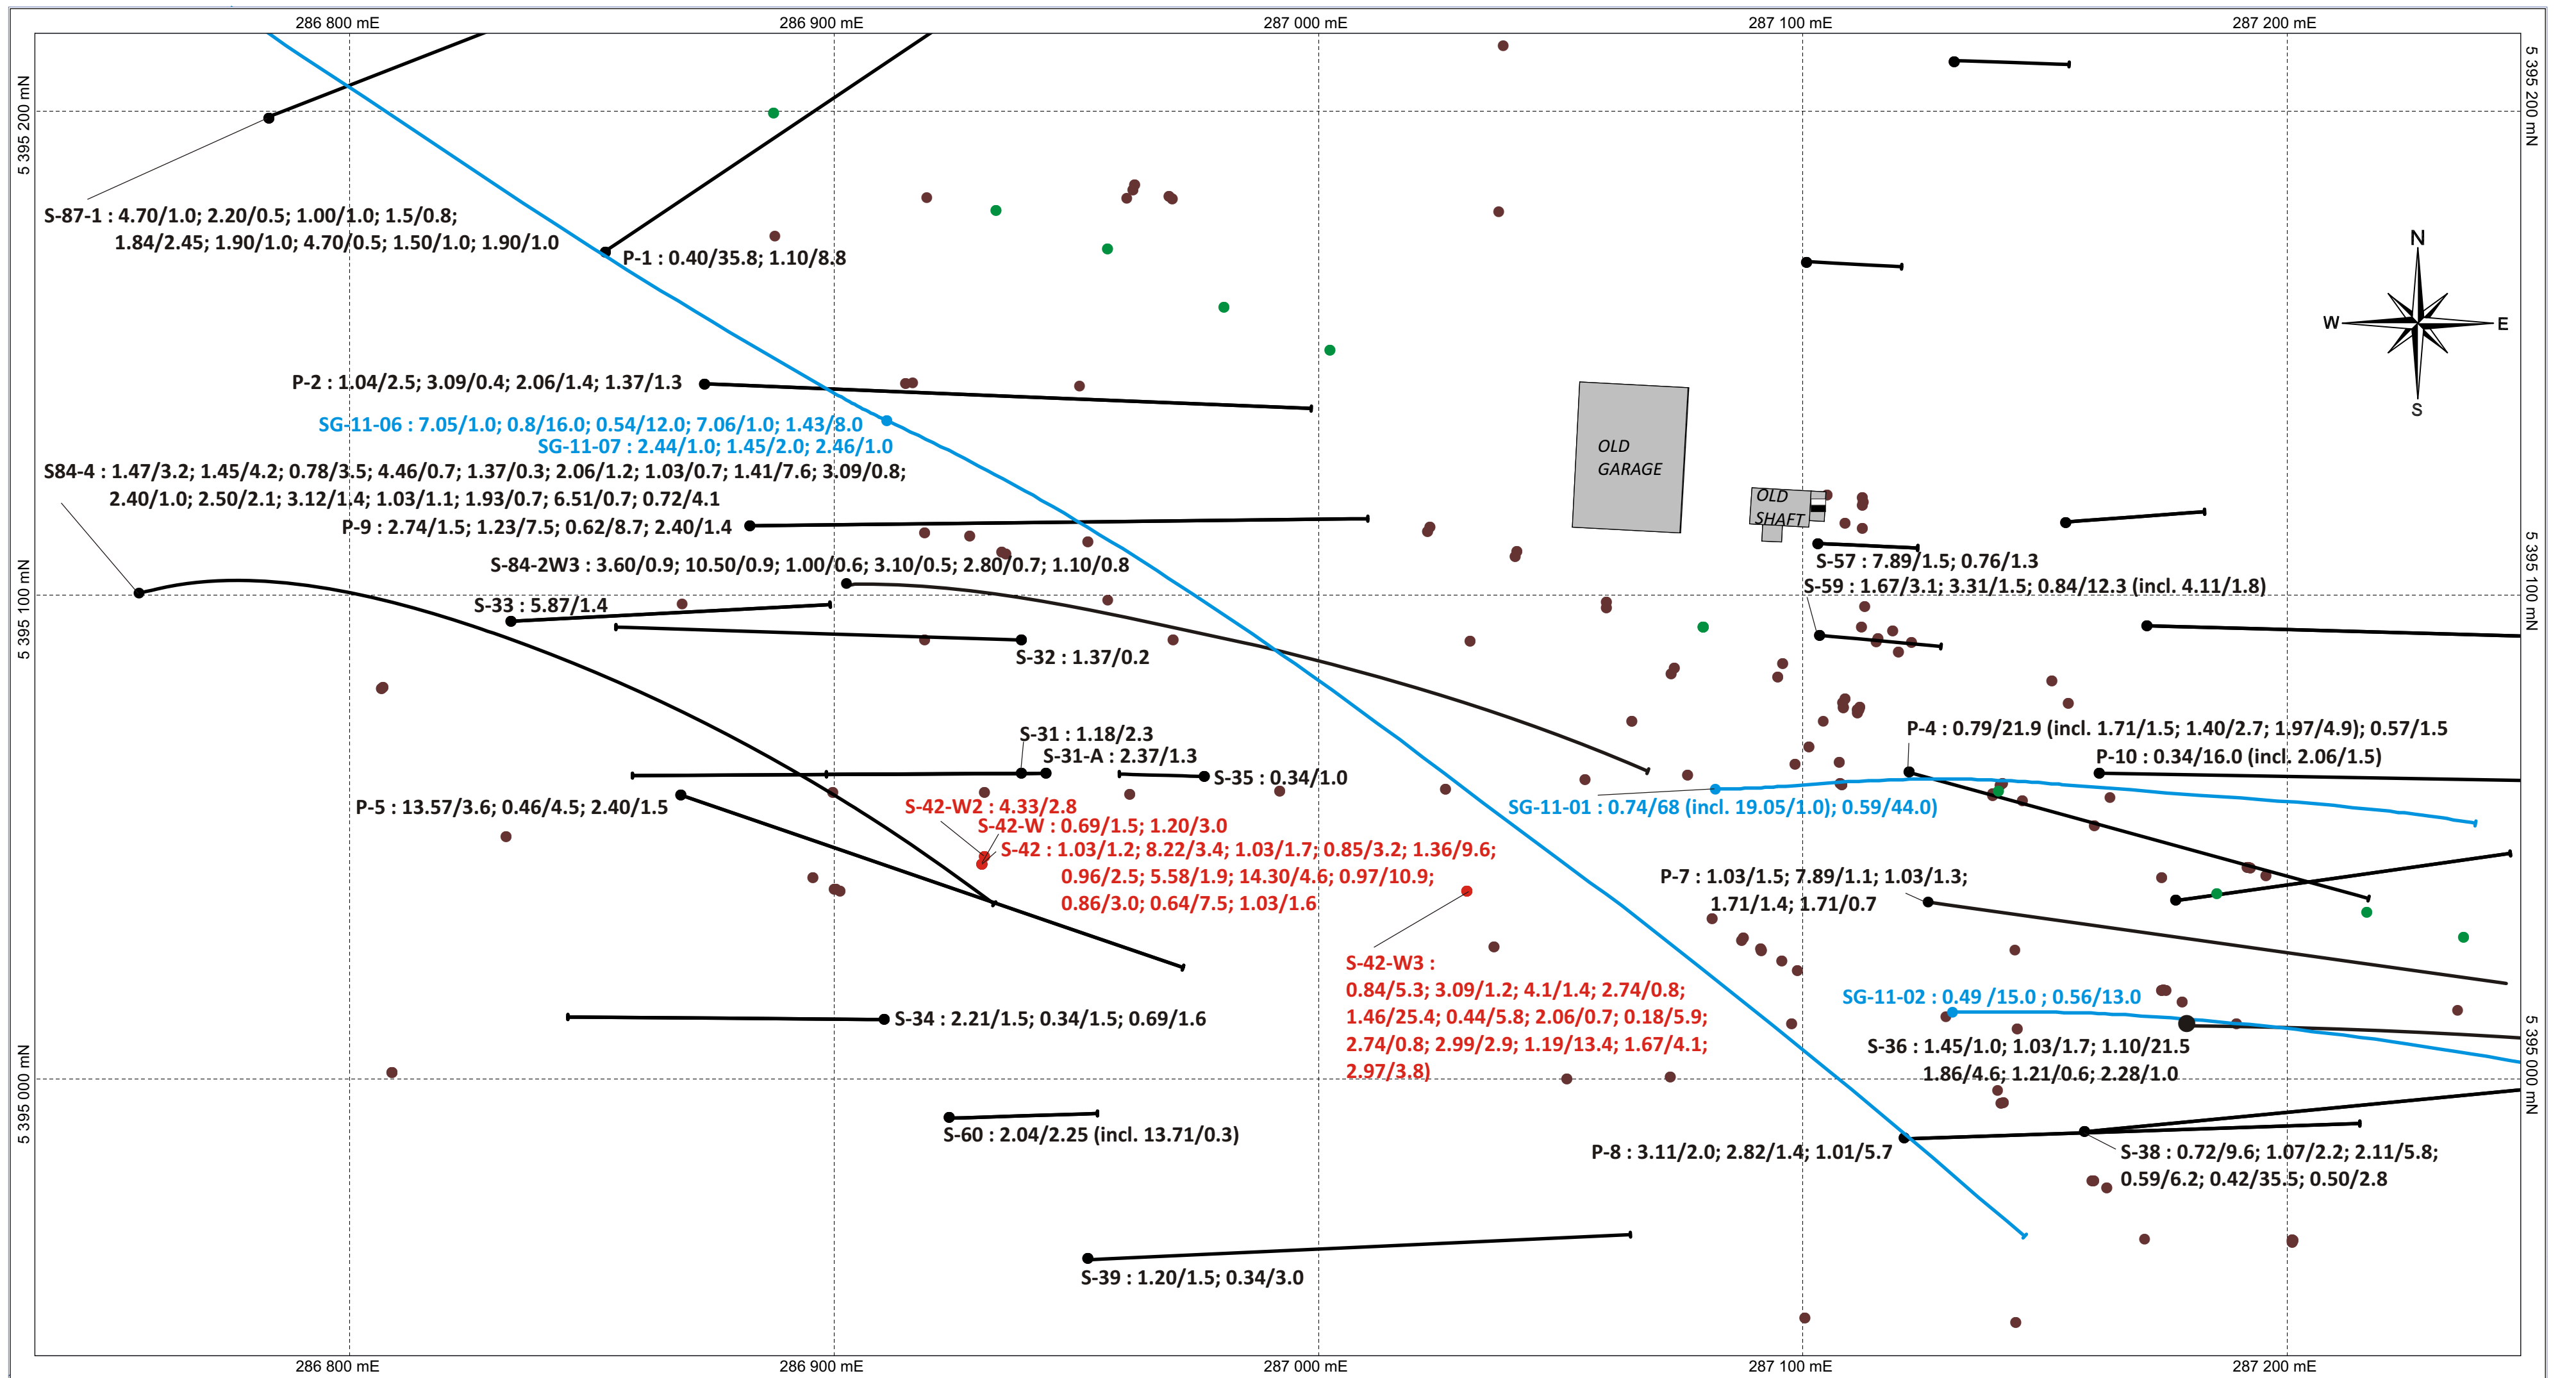 286 800 mE
286 900 mE
287 000 mE
287 100 mE
287 200 mE
5 395 200 mN
5 395 200 mN
S-87-1 : 4.70/1.0; 2.20/0.5; 1.00/1.0; 1.5/0.8;
1.84/2.45; 1.90/1.0; 4.70/0.5; 1.50/1.0; 1.90/1.0
P-1 : 0.40/35.8; 1.10/8.8
N
W
E
S
P-2 : 1.04/2.5; 3.09/0.4; 2.06/1.4; 1.37/1.3
SG-11-06 : 7.05/1.0; 0.8/16.0; 0.54/12.0; 7.06/1.0; 1.43/8.0
SG-11-07 : 2.44/1.0; 1.45/2.0; 2.46/1.0
OLD
GARAGE
S84-4 : 1.47/3.2; 1.45/4.2; 0.78/3.5; 4.46/0.7; 1.37/0.3; 2.06/1.2; 1.03/0.7; 1.41/7.6; 3.09/0.8;
2.40/1.0; 2.50/2.1; 3.12/1.4; 1.03/1.1; 1.93/0.7; 6.51/0.7; 0.72/4.1
OLD
SHAFT
P-9 : 2.74/1.5; 1.23/7.5; 0.62/8.7; 2.40/1.4
S-84-2W3 : 3.60/0.9; 10.50/0.9; 1.00/0.6; 3.10/0.5; 2.80/0.7; 1.10/0.8
S-57 : 7.89/1.5; 0.76/1.3
S-59 : 1.67/3.1; 3.31/1.5; 0.84/12.3 (incl. 4.11/1.8)
5 395 100 mN
5 395 100 mN
S-33 : 5.87/1.4
S-32 : 1.37/0.2
S-31 : 1.18/2.3
S-31-A : 2.37/1.3
S-35 : 0.34/1.0
P-4 : 0.79/21.9 (incl. 1.71/1.5; 1.40/2.7; 1.97/4.9); 0.57/1.5
P-10 : 0.34/16.0 (incl. 2.06/1.5)
P-5 : 13.57/3.6; 0.46/4.5; 2.40/1.5
S-42-W2 : 4.33/2.8
SG-11-01 : 0.74/68 (incl. 19.05/1.0); 0.59/44.0)
S-42-W : 0.69/1.5; 1.20/3.0
S-42 : 1.03/1.2; 8.22/3.4; 1.03/1.7; 0.85/3.2; 1.36/9.6;
0.96/2.5; 5.58/1.9; 14.30/4.6; 0.97/10.9;
0.86/3.0; 0.64/7.5; 1.03/1.6
P-7 : 1.03/1.5; 7.89/1.1; 1.03/1.3;
1.71/1.4; 1.71/0.7
S-42-W3 :
0.84/5.3; 3.09/1.2; 4.1/1.4; 2.74/0.8;
1.46/25.4; 0.44/5.8; 2.06/0.7; 0.18/5.9;
2.74/0.8; 2.99/2.9; 1.19/13.4; 1.67/4.1;
2.97/3.8)
SG-11-02 : 0.49 /15.0 ; 0.56/13.0
S-34 : 2.21/1.5; 0.34/1.5; 0.69/1.6
S-36 : 1.45/1.0; 1.03/1.7; 1.10/21.5
1.86/4.6; 1.21/0.6; 2.28/1.0
5 395 000 mN
5 395 000 mN
S-60 : 2.04/2.25 (incl. 13.71/0.3)
P-8 : 3.11/2.0; 2.82/1.4; 1.01/5.7
S-38 : 0.72/9.6; 1.07/2.2; 2.11/5.8;
0.59/6.2; 0.42/35.5; 0.50/2.8
S-39 : 1.20/1.5; 0.34/3.0
286 800 mE
286 900 mE
287 000 mE
287 100 mE
287 200 mE